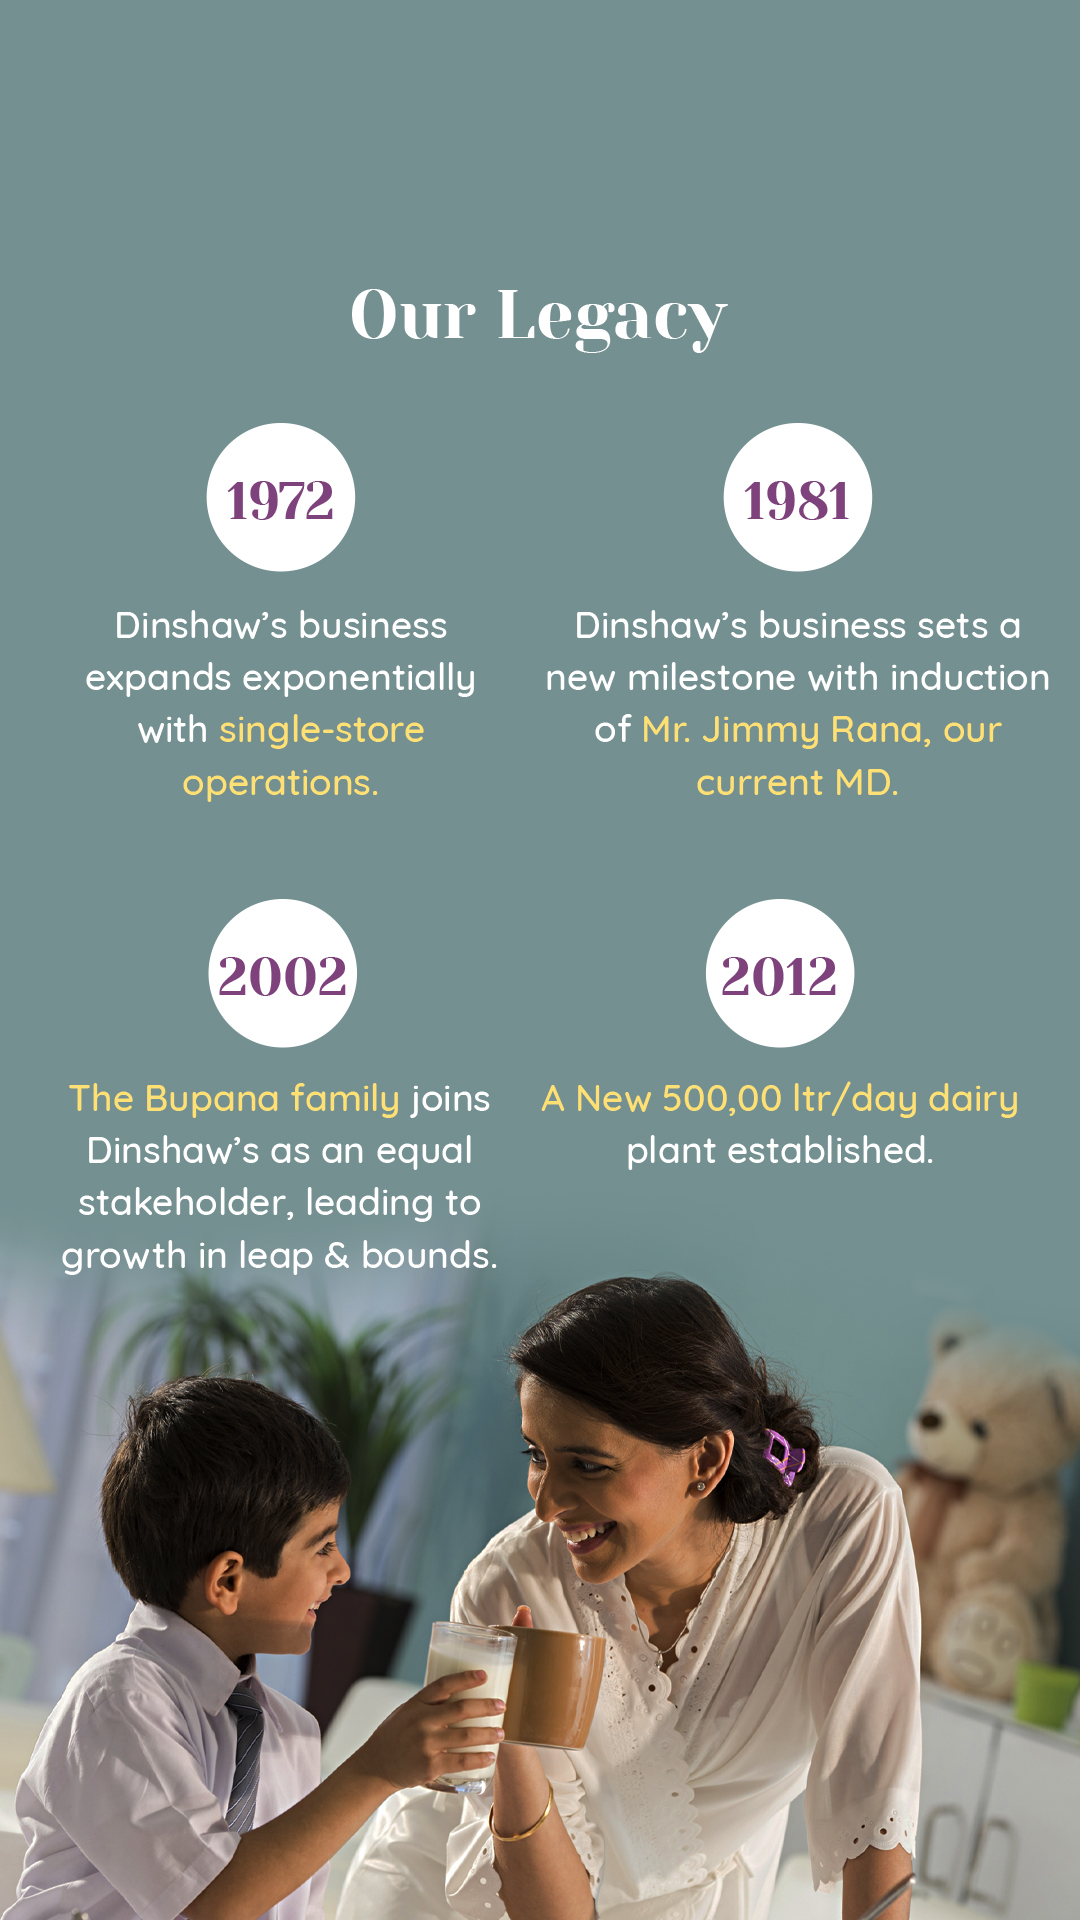 Our Legacy
1972
Dinshaw’s business
expands exponentially
with single-store
operations.
1981
Dinshaw’s business sets a
new milestone with induction
of Mr. Jimmy Rana, our
current MD.
2002
The Bupana family joins
Dinshaw’s as an equal
stakeholder, leading to
growth in leap & bounds.
2012
A New 500,00 ltr/day dairy
plant established.